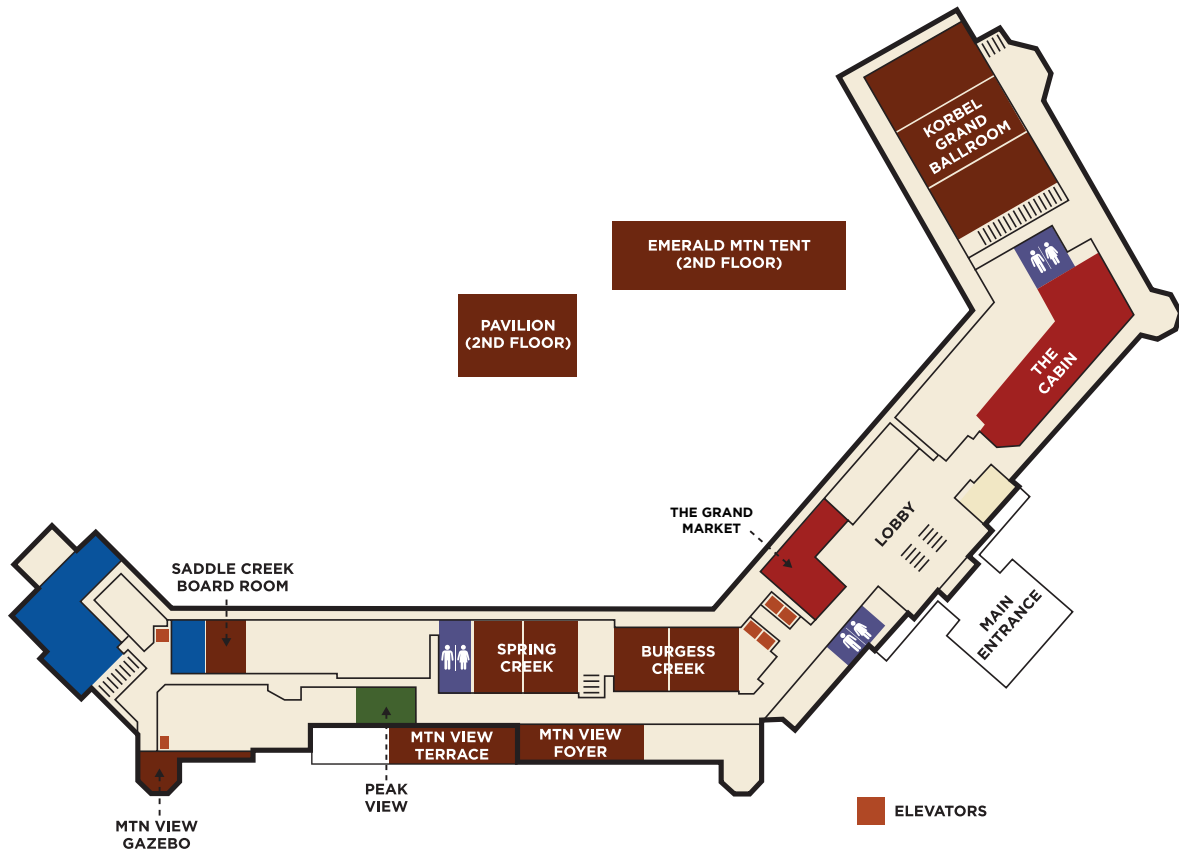 KORBEL
GRAND
BALLROOM
EMERALD MTN TENT
(2ND FLOOR)
PAVILION
(2ND FLOOR)
THE
CABIN
THE GRAND
MARKET
LOBBY
SADDLE CREEK
BOARD ROOM
MAIN
ENTRANCE
SPRING
CREEK
BURGESS
CREEK
MTN VIEW
TERRACE
MTN VIEW
FOYER
PEAK
VIEW
MTN VIEW
GAZEBO
ELEVATORS